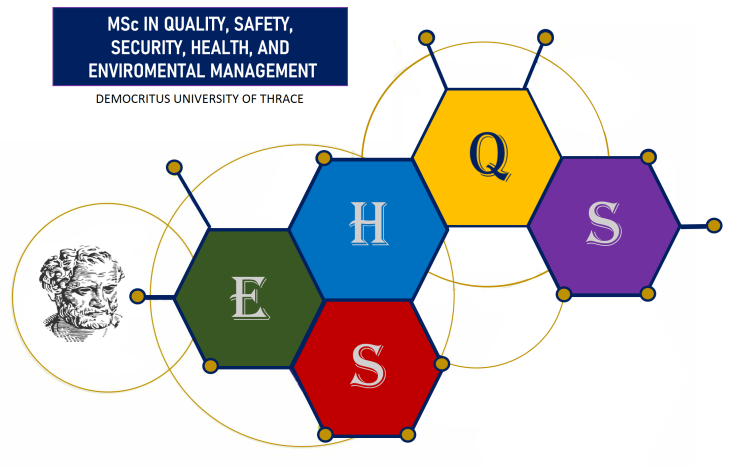 MSc IN QUALITY, SAFETY,
SECURITY, HEALTH, AND
ENVIROMENTAL MANAGEMENT
DEMOCRITUS UNIVERSITY OF THRACE
Q
H
S
E
S